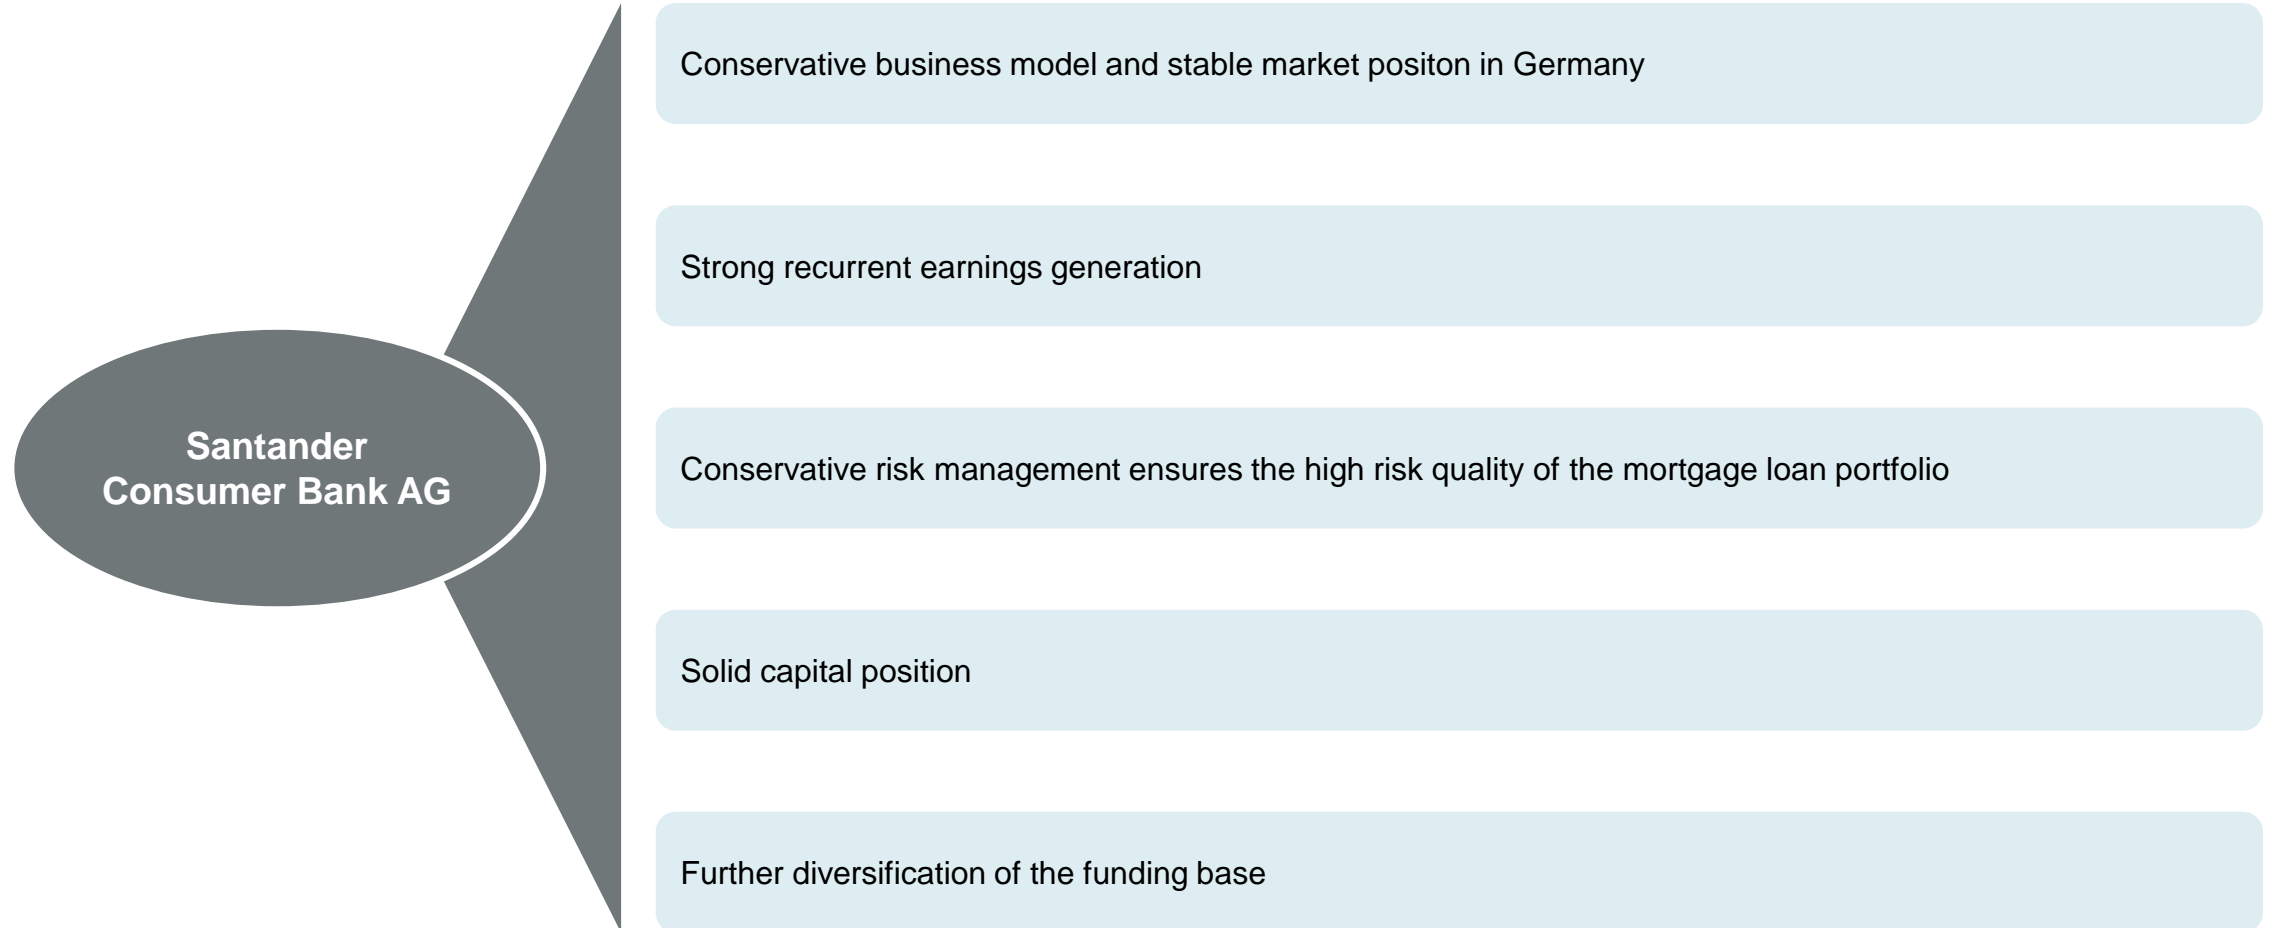 Conservative business model and stable market positon in Germany
Strong recurrent earnings generation
Santander
Consumer Bank AG
Conservative risk management ensures the high risk quality of the mortgage loan portfolio
Solid capital position
Further diversification of the funding base